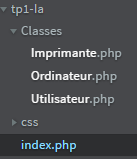 tp1-la
Classes
Imprimante.php
Ordinateur.php
Utilisateur.php
css
index.php